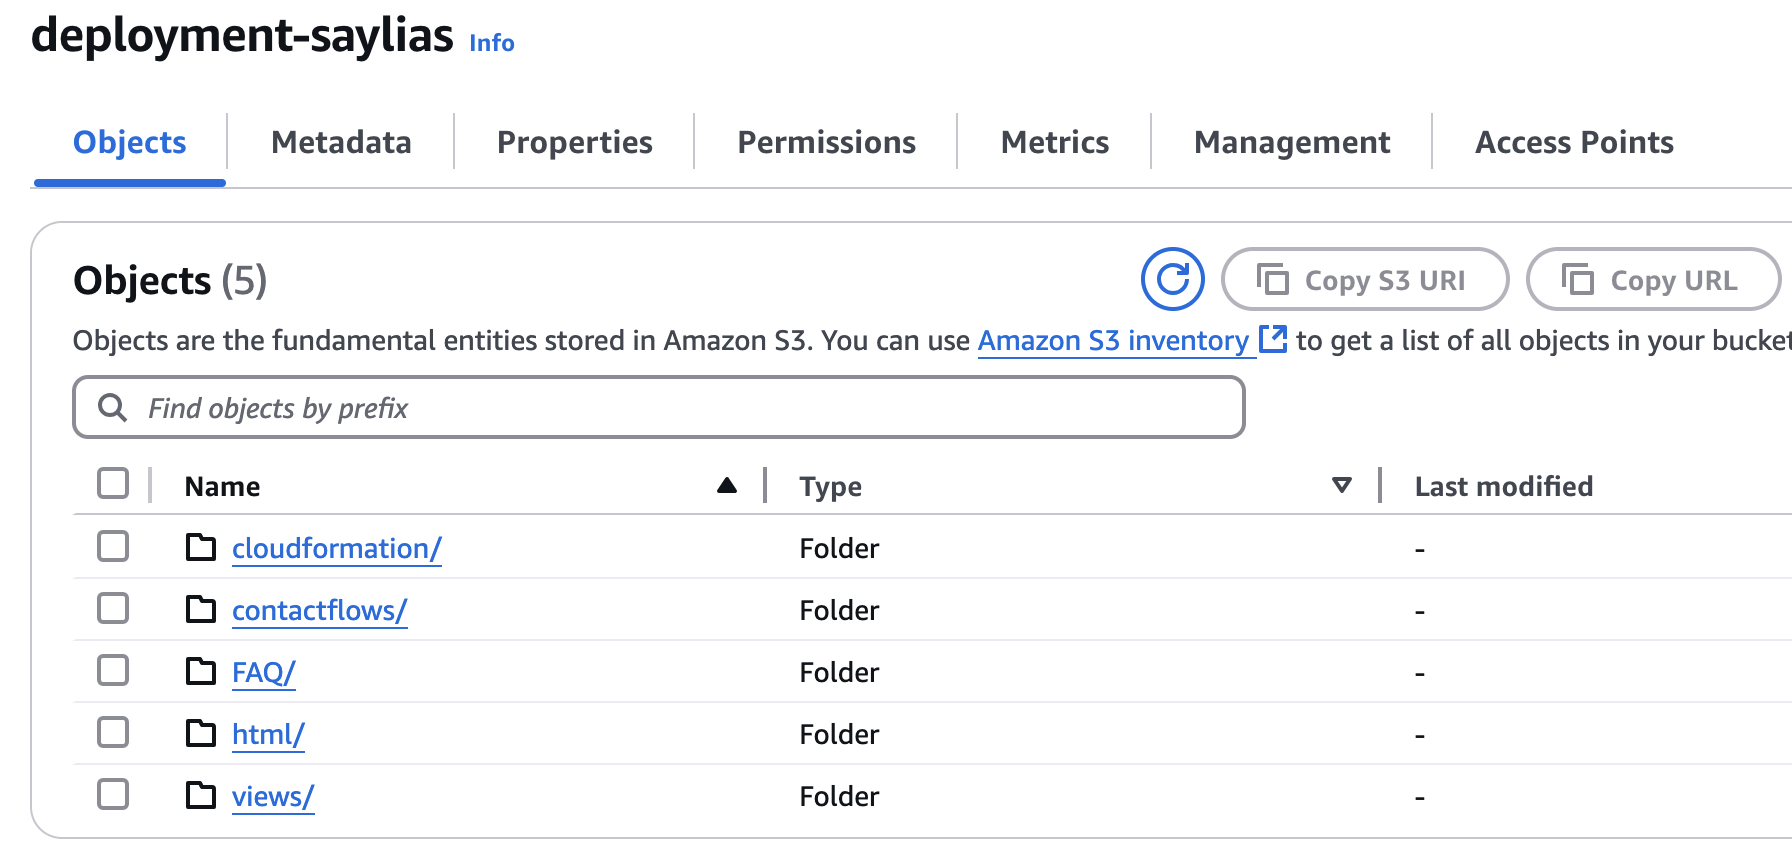 deployment-saylias Info
Objects Metadata Properties Permissions Metrics Management Access Points
Objects (5) Copy S3 URI Copy URL
Objects are the fundamental entities stored in Amazon S3. You can use Amazon S3 inventory to get a list of all objects in your bucket
Find objects by prefix
Name Type Last modified
cloudformation/ Folder -
contactflows/ Folder -
FAQ/ Folder -
html/ Folder -
views/ Folder -